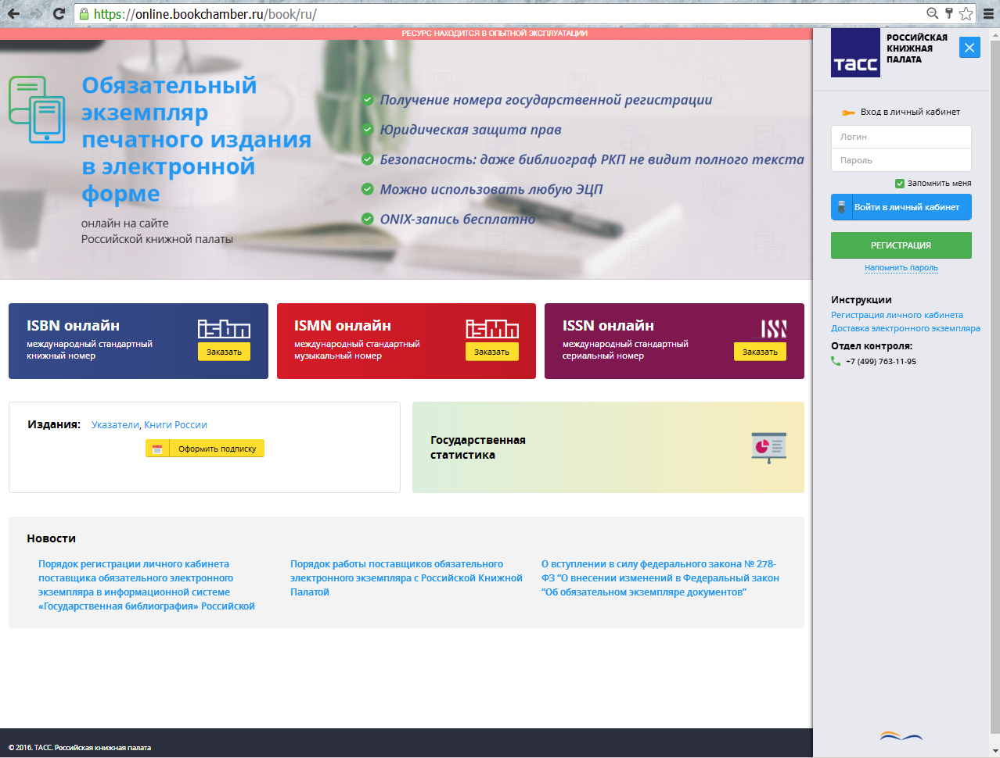 https://online.bookchamber.ru/book/ru/
РЕСУРС НАХОДИТСЯ В ОПЫТНОЙ ЭКСПЛУАТАЦИИ
Обязательный
экземпляр
печатного издания
в электронной
форме
онлайн на сайте
Российской книжной палаты
Получение номера государственной регистрации
Юридическая защита прав
Безопасность: даже библиограф РКП не видит полного текста
Можно использовать любую ЭЦП
ONIX-запись бесплатно
ISBN онлайн
международный стандартный
книжный номер
isbn
Заказать
ISMN онлайн
международный стандартный
музыкальный номер
isMn
Заказать
ISSN онлайн
международный стандартный
сериальный номер
ISSN
Заказать
Издания: Указатели, Книги России
Оформить подписку
Государственная
статистика
Новости
Порядок регистрации личного кабинета
поставщика обязательного электронного
экземпляра в информационной системе
«Государственная библиография» Российской
Порядок работы поставщиков обязательного
электронного экземпляра с Российской Книжной
Палатой
О вступлении в силу федерального закона № 278-
ФЗ “О внесении изменений в Федеральный закон
“Об обязательном экземпляре документов”
© 2016. ТАСС. Российская книжная палата
ТАСС
РОССИЙСКАЯ
КНИЖНАЯ
ПАЛАТА
Вход в личный кабинет
Логин
Пароль
Запомнить меня
Войти в личный кабинет
РЕГИСТРАЦИЯ
Напомнить пароль
Инструкции
Регистрация личного кабинета
Доставка электронного экземпляра
Отдел контроля:
+7 (499) 763-11-95